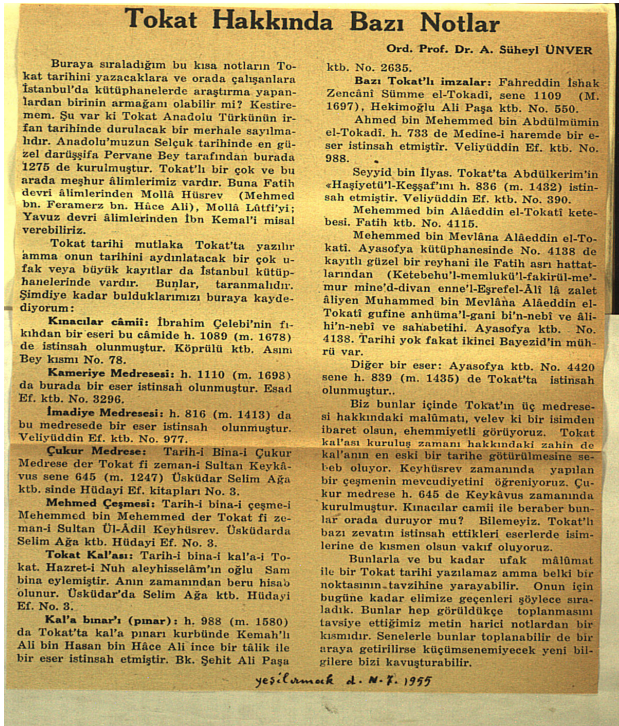 Tokat Hakkında Bazı Notlar
Ord. Prof. Dr. A. Süheyl ÜNVER
Buraya sıraladığım bu kısa notların To-
kat tarihini yazacaklara ve orada çalışanlara
İstanbul'da kütüphanelerde araştırma yapan-
lardan birinin armağanı olabilir mi? Kestire-
mem. Şu var ki Tokat Anadolu Türkünün ir-
fan tarihinde durulacak bir merhale sayılma-
lıdır. Anadolu'muzun Selçuk tarihinde en gü-
zel darüşşifa Pervane Bey tarafından burada
1275 de kurulmuştur. Tokat'lı bir çok ve bu
arada meşhur âlimlerimiz vardır. Buna Fatih
devri âlimlerinden Mollâ Hüsrev (Mehmed
bn. Feramerz bn. Hâce Ali), Mollâ Lûtfi'yi;
Yavuz devri âlimlerinden İbn Kemal'i misal
verebiliriz.
Tokat tarihi mutlaka Tokat'ta yazılır
amma onun tarihini aydınlatacak bir çok u-
fak veya büyük kayıtlar da İstanbul kütüp-
hanelerinde vardır. Bunlar, taranmalıdır.
Şimdiye kadar bulduklarımızı buraya kayde-
diyorum:
Kınacılar câmii: İbrahim Çelebi'nin fı-
kıhdan bir eseri bu câmide h. 1089 (m. 1678)
de istinsah olunmuştur. Köprülü ktb. Asım
Bey kısmı No. 78.
Kameriye Medresesi: h. 1110 (m. 1698)
da burada bir eser istinsah olunmuştur. Esad
Ef. ktb. No. 3296.
İmadiye Medresesi: h. 816 (m. 1413) da
bu medresede bir eser istinsah olunmuştur.
Veliyüddin Ef. ktb. No. 977.
Çukur Medrese: Tarih-i Bina-i Çukur
Medrese der Tokat fi zeman-i Sultan Keykâ-
vus sene 645 (m. 1247) Üsküdar Selim Ağa
ktb. sinde Hüdayi Ef. kitapları No. 3.
Mehmed Çeşmesi: Tarih-i bina-i çeşme-i
Mehemmed bin Mehemmed der Tokat fi ze-
man-i Sultan Ül-Âdil Keyhüsrev. Üsküdarda
Selim Ağa ktb. Hüdayi Ef. No. 3.
Tokat Kal'ası: Tarih-i bina-i kal'a-i To-
kat. Hazret-i Nuh aleyhisselâm'ın oğlu Sam
bina eylemiştir. Anın zamanından beru hisab
olunur. Üsküdar'da Selim Ağa ktb. Hüdayi
Ef. No. 3.
Kal'a bınar'ı (pınar): h. 988 (m. 1580)
da Tokat'ta kal'a pınarı kurbünde Kemah'lı
Ali bin Hasan bin Hâce Ali ince bir tâlik ile
bir eser istinsah etmiştir. Bk. Şehit Ali Paşa
ktb. No. 2635.
Bazı Tokat'lı imzalar: Fahreddin İshak
Zencânî Sümme el-Tokadî, sene 1109 (M.
1697), Hekimoğlu Ali Paşa ktb. No. 550.
Ahmed bin Mehemmed bin Abdülmümin
el-Tokadî. h. 733 de Medine-i haremde bir e-
ser istinsah etmiştir. Veliyüddin Ef. ktb. No.
988.
Seyyid bin İlyas. Tokat'ta Abdülkerim'in
«Haşiyetü'l-Keşşaf'ını h. 836 (m. 1432) istin-
sah etmiştir. Veliyüddin Ef. ktb. No. 390.
Mehemmed bin Alâeddin el-Tokatî kete-
besi. Fatih ktb. No. 4115.
Mehemmed bin Mevlâna Alâeddin el-To-
katî. Ayasofya kütüphanesinde No. 4138 de
kayıtlı güzel bir reyhani ile Fatih asrı hattat-
larından (Ketebehu'l-memlukü'l-fakirül-me'-
mur mine'd-divan enne'l-Eşrefel-Âlî lâ zalet
âliyen Muhammed bin Mevlâna Alâeddin el-
Tokatî gufine anhüma'l-gani bi'n-nebî ve âli-
hi'n-nebî ve sahabetihi. Ayasofya ktb. No.
4138. Tarihi yok fakat ikinci Bayezid'in müh-
rü var.
Diğer bir eser: Ayasofya ktb. No. 4420
sene h. 839 (m. 1435) de Tokat'ta istinsah
olunmuştur..
Biz bunlar içinde Tokat'ın üç medrese-
si hakkındaki malûmatı, velev ki bir isimden
ibaret olsun, ehemmiyetli görüyoruz. Tokat
kal'ası kuruluş zamanı hakkındaki zahin de
kal'anın en eski bir tarihe götürülmesine se-
beb oluyor. Keyhüsrev zamanında yapılan
bir çeşmenin mevcudiyetini öğreniyoruz. Çu-
kur medrese h. 645 de Keykâvus zamanında
kurulmuştur. Kınacılar camii ile beraber bun-
lar orada duruyor mu? Bilemeyiz. Tokat'lı
bazı zevatın istinsah ettikleri eserlerde isim-
lerine de kısmen olsun vakıf oluyoruz.
Bunlarla ve bu kadar ufak mâlûmat
ile bir Tokat tarihi yazılamaz amma belki bir
noktasının tavzihine yarayabilir. Onun için
bugüne kadar elimize geçenleri şöylece sıra-
ladık. Bunlar hep görüldükçe toplanmasını
tavsiye ettiğimiz metin harici notlardan bir
kısmıdır. Senelerle bunlar toplanabilir de bir
araya getirilirse küçümsenemiyecek yeni bil-
gilere bizi kavuşturabilir.
yeşilırmak d. N. 7. 1955